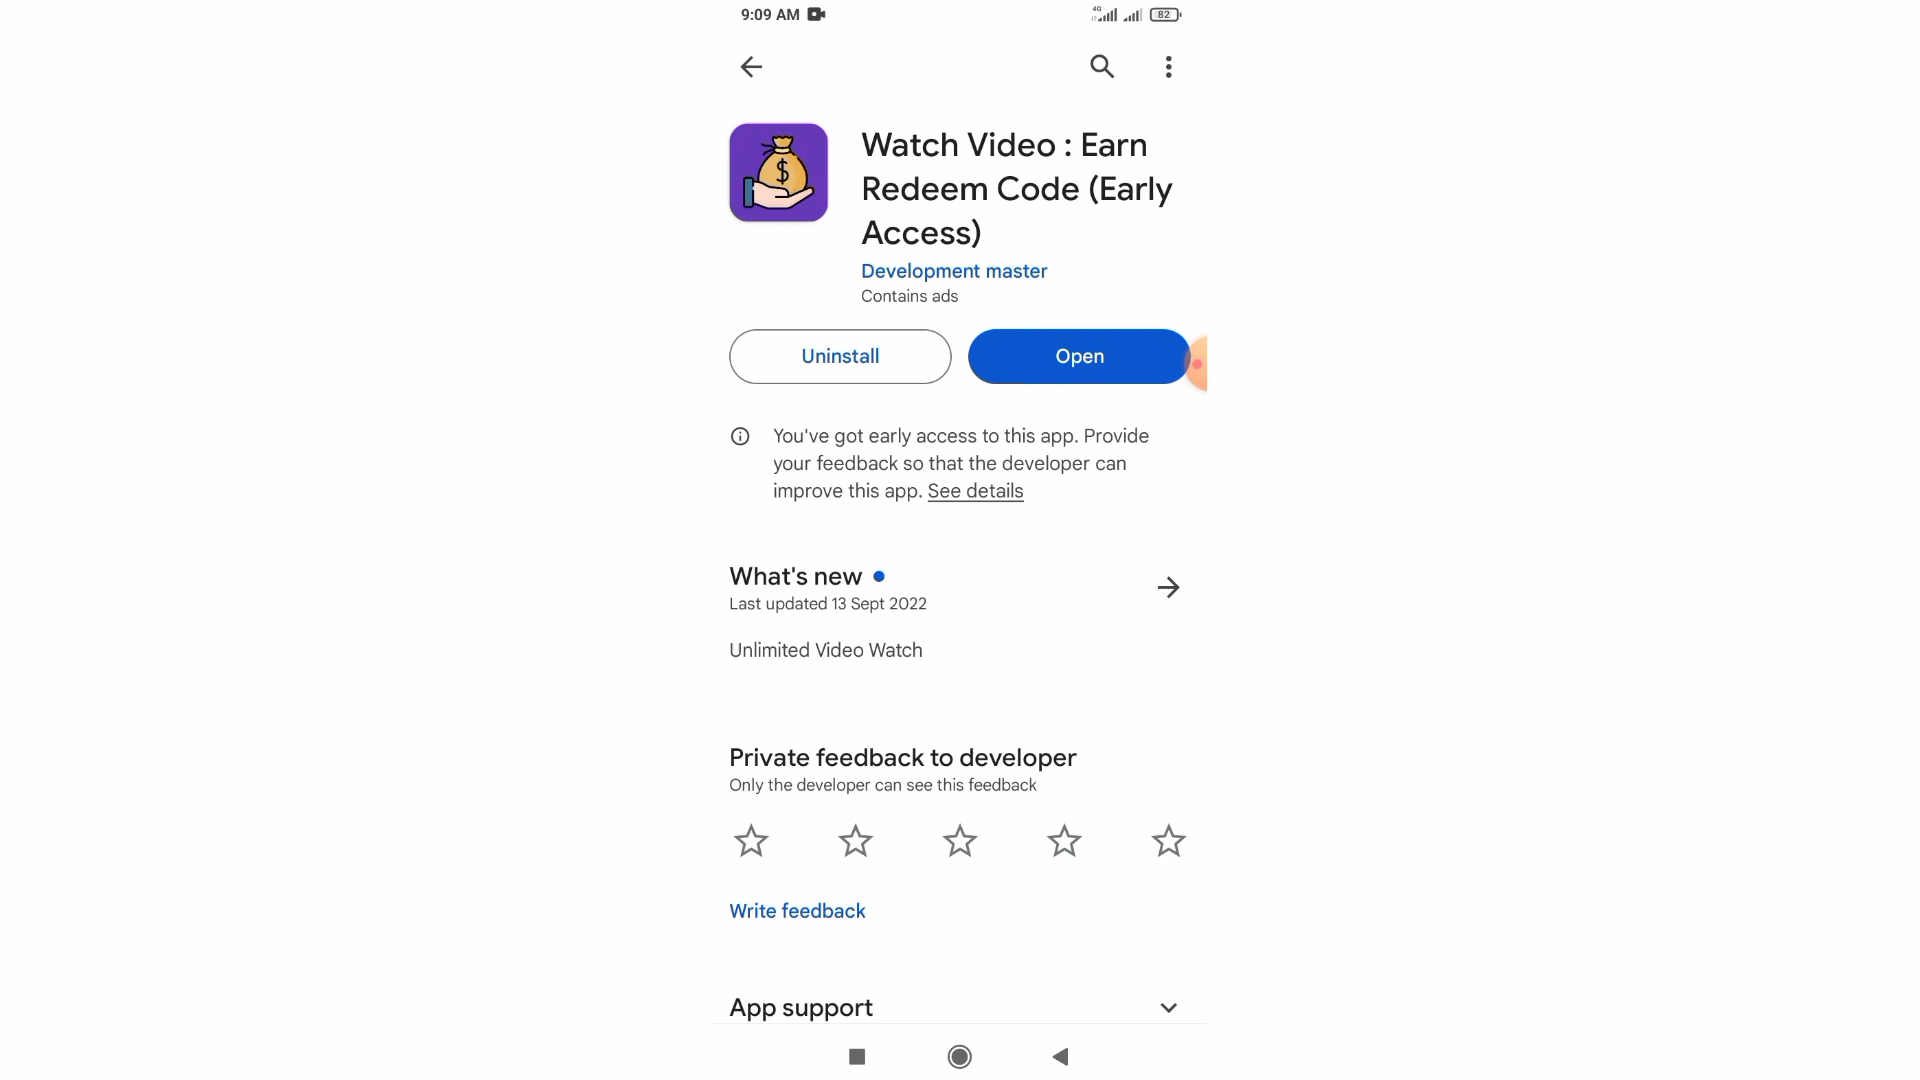 9:09 AM
4G
82
$
Watch Video : Earn
Redeem Code (Early
Access)
Development master
Contains ads
Uninstall
Open
You've got early access to this app. Provide
your feedback so that the developer can
improve this app. See details
What's new
Last updated 13 Sept 2022
Unlimited Video Watch
Private feedback to developer
Only the developer can see this feedback
Write feedback
App support